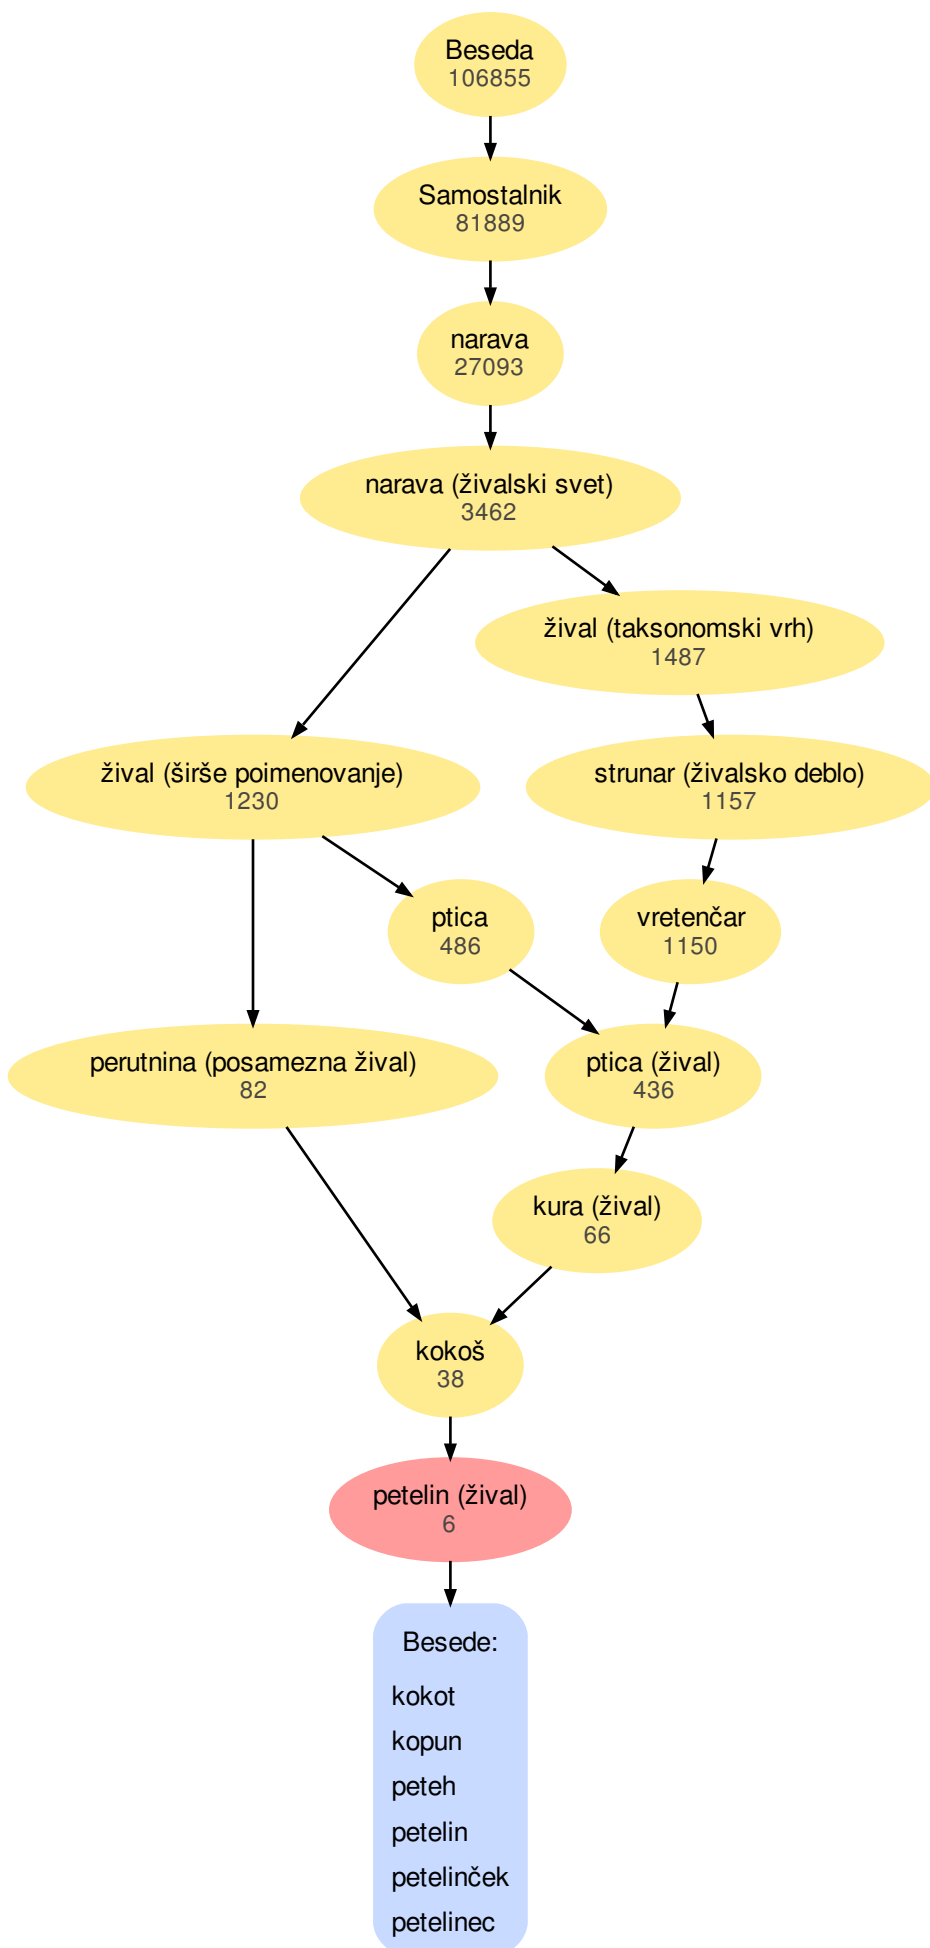 Beseda
106855
Samostalnik
81889
narava
27093
narava (živalski svet)
3462
žival (taksonomski vrh)
1487
žival (širše poimenovanje)
1230
strunar (živalsko deblo)
1157
ptica
486
vretenčar
1150
perutnina (posamezna žival)
82
ptica (žival)
436
kura (žival)
66
kokoš
38
petelin (žival)
6
Besede:
kokot
kopun
peteh
petelin
petelinček
petelinec